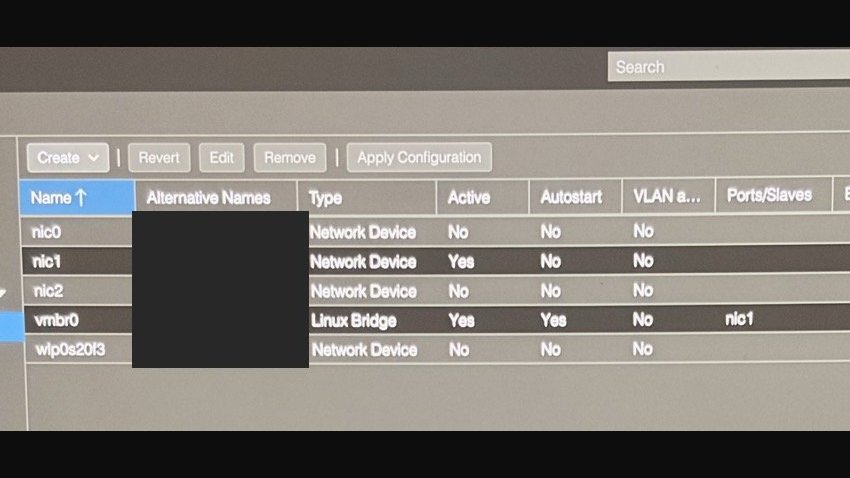 Search
Create | Revert Edit Remove | Apply Configuration
Name↑ Alternative Names Type Active Autostart VLAN a... Ports/Slaves
nic0 Network Device No No No
nic1 Network Device Yes No No
nic2 Network Device No No No
vmbr0 Linux Bridge Yes Yes No nic1
wlp0s20f3 Network Device No No No